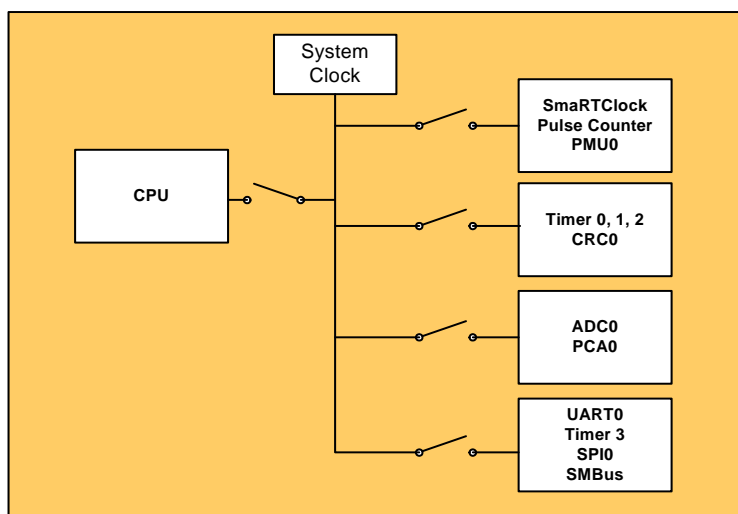 System
Clock
SmaRTClock
Pulse Counter
PMU0
CPU
Timer 0, 1, 2
CRC0
ADC0
PCA0
UART0
Timer 3
SPI0
SMBus